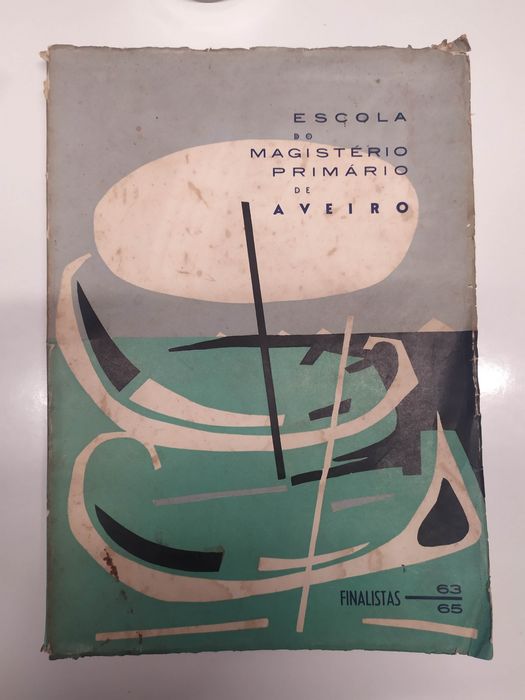 ESCOLA
DO
MAGISTÉRIO
PRIMÁRIO
DE
AVEIRO
FINALISTAS 63
65